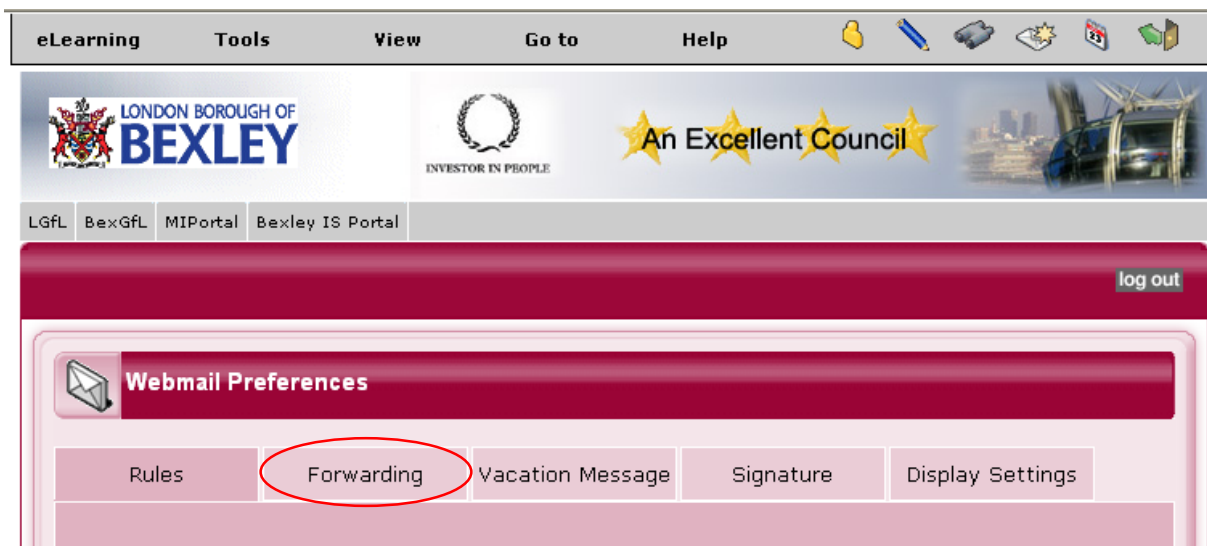 eLearning Tools View Go to Help 23
LONDON BOROUGH OF
BEXLEY
INVESTOR IN PEOPLE
An Excellent Council
LGfL BexGfL MIPortal Bexley IS Portal
log out
Webmail Preferences
Rules Forwarding Vacation Message Signature Display Settings